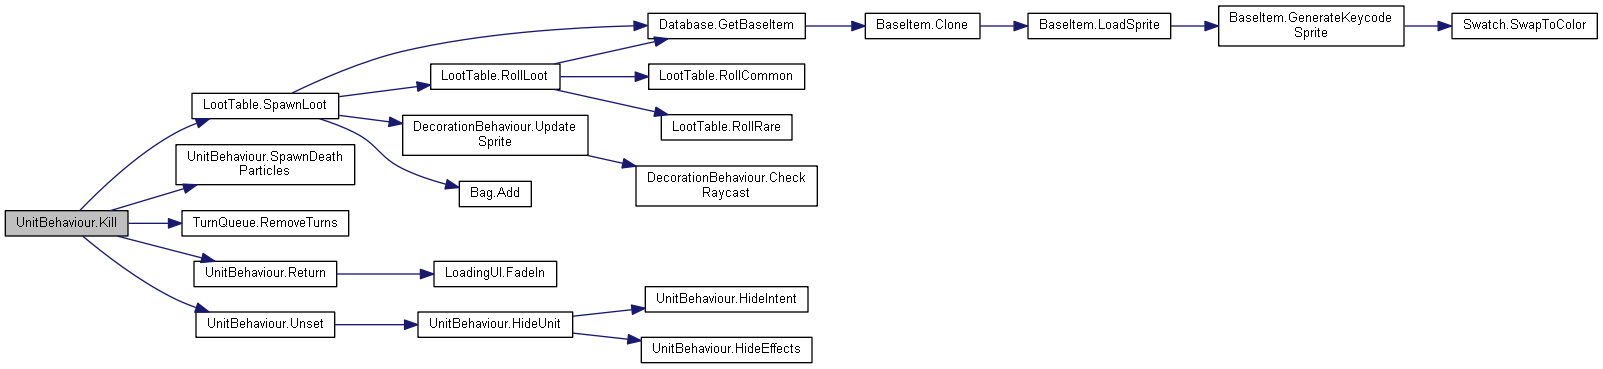 UnitBehaviour.Kill
LootTable.SpawnLoot
UnitBehaviour.SpawnDeath
Particles
TurnQueue.RemoveTurns
UnitBehaviour.Return
UnitBehaviour.Unset
LootTable.RollLoot
DecorationBehaviour.Update
Sprite
Bag.Add
LoadingUI.FadeIn
UnitBehaviour.HideUnit
Database.GetBaseItem
LootTable.RollCommon
LootTable.RollRare
DecorationBehaviour.Check
Raycast
UnitBehaviour.HideIntent
UnitBehaviour.HideEffects
BaseItem.Clone
BaseItem.LoadSprite
BaseItem.GenerateKeycode
Sprite
Swatch.SwapToColor